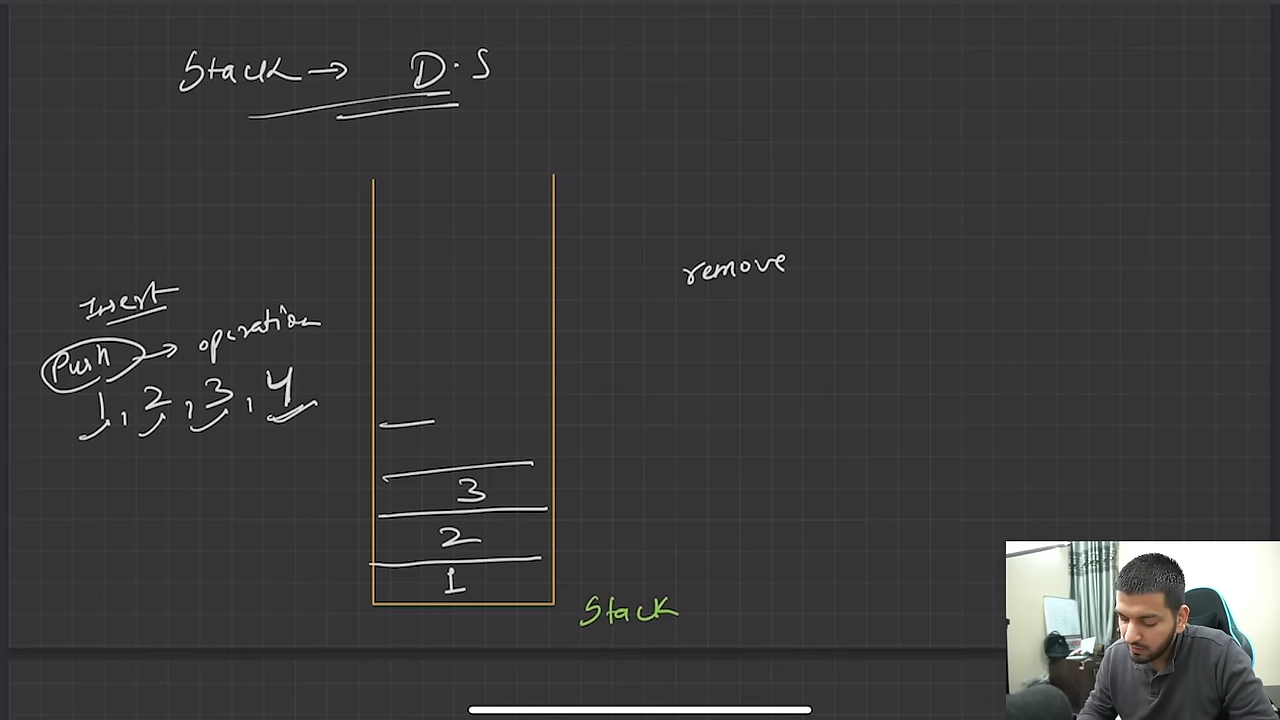 Stack → D.S
remove
Insert
Push → operation
1, 2, 3, 4
3
2
1
Stack